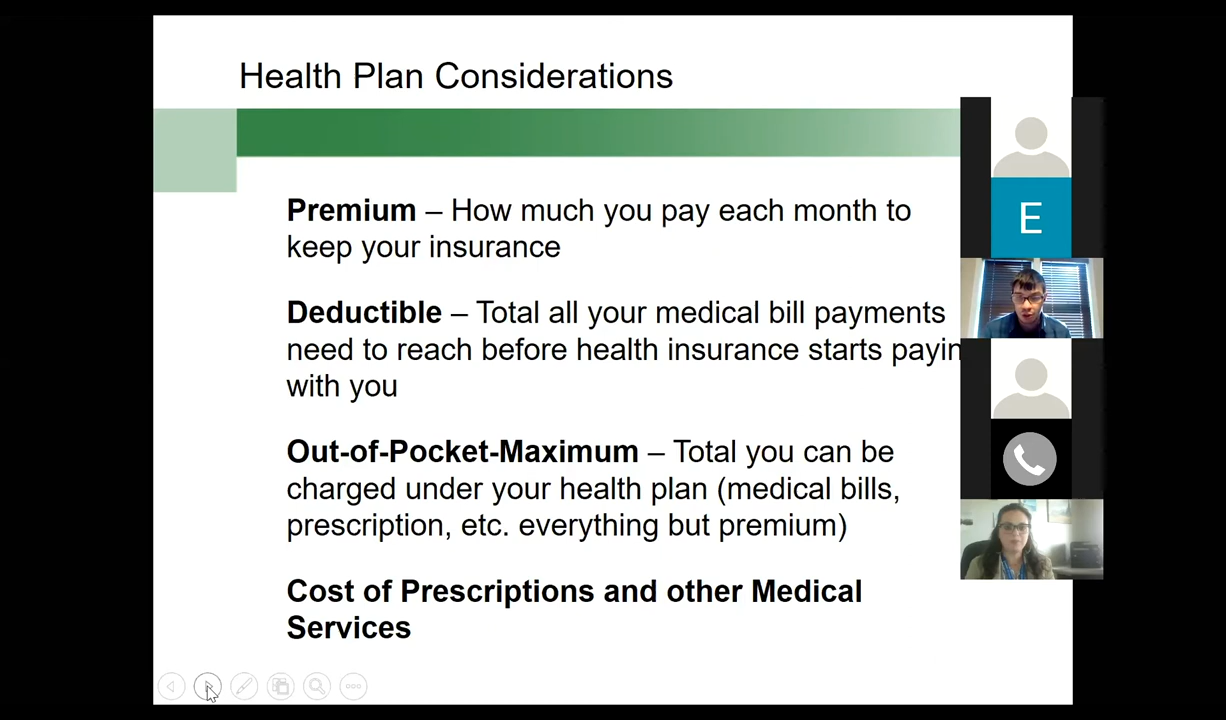 Health Plan Considerations
Premium – How much you pay each month to
keep your insurance
Deductible – Total all your medical bill payments
need to reach before health insurance starts payin
with you
Out-of-Pocket-Maximum – Total you can be
charged under your health plan (medical bills,
prescription, etc. everything but premium)
Cost of Prescriptions and other Medical
Services
E